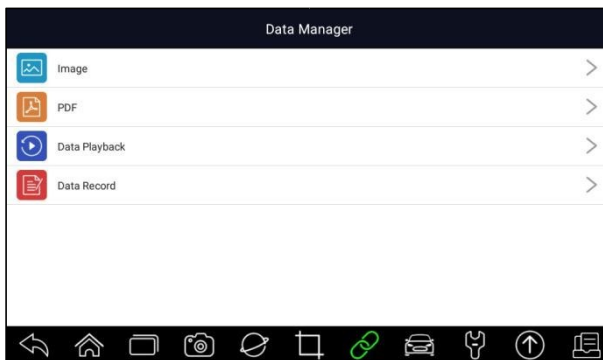 Data Manager
Image
PDF
Data Playback
Data Record